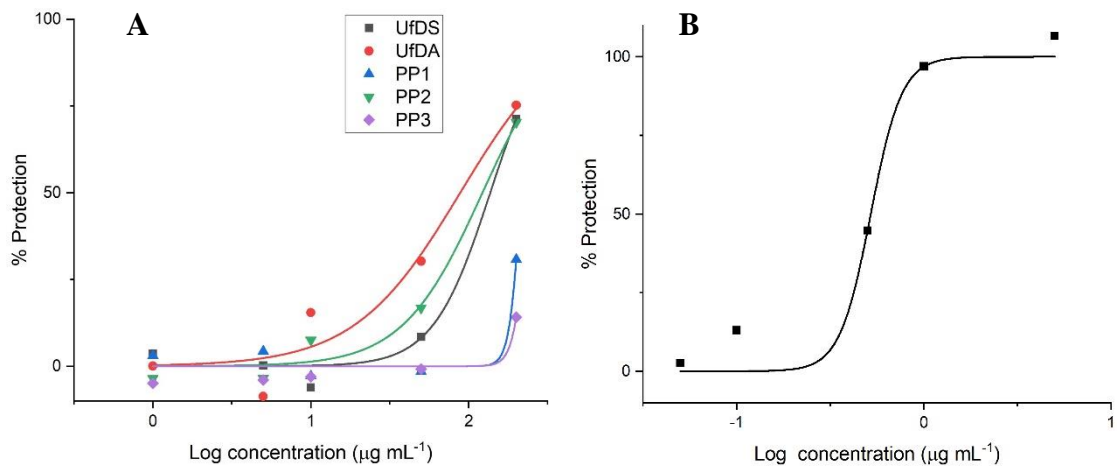 A
UfDS
UfDA
PP1
PP2
PP3
100
50
0
% Protection
0
1
2
Log concentration (μg mL⁻¹)
B
100
50
0
% Protection
-1
0
1
Log concentration (μg mL⁻¹)